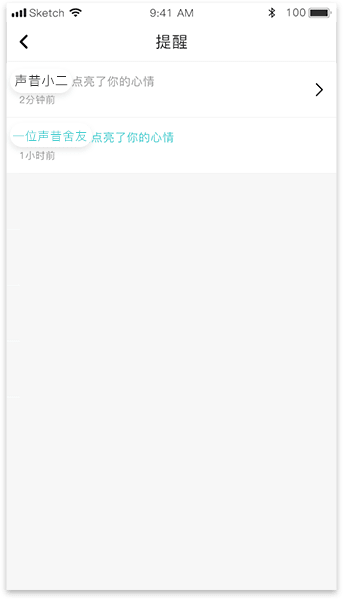 Sketch 9:41 AM 100
提醒
声昔小二 点亮了你的心情
2分钟前
一位声昔舍友 点亮了你的心情
1小时前